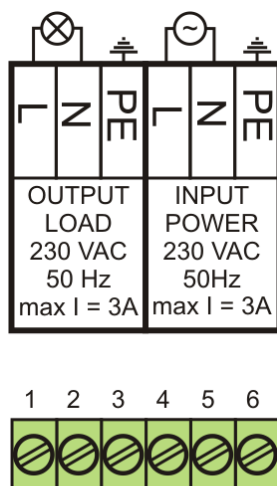 L N PE L N PE
OUTPUT
LOAD
230 VAC
50 Hz
max I = 3A
INPUT
POWER
230 VAC
50Hz
max I = 3A
1 2 3 4 5 6